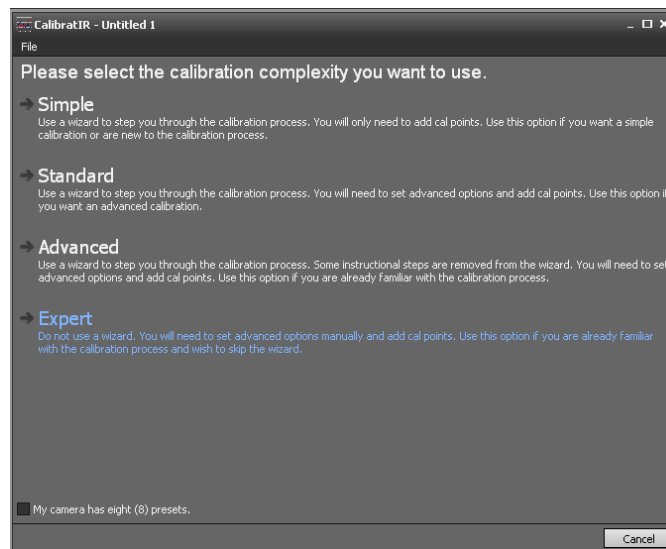 CalibratIR - Untitled 1
File
Please select the calibration complexity you want to use.
Simple
Use a wizard to step you through the calibration process. You will only need to add cal points. Use this option if you want a simple
calibration or are new to the calibration process.
Standard
Use a wizard to step you through the calibration process. You will need to set advanced options and add cal points. Use this option if
you want an advanced calibration.
Advanced
Use a wizard to step you through the calibration process. Some instructional steps are removed from the wizard. You will need to set
advanced options and add cal points. Use this option if you are already familiar with the calibration process.
Expert
Do not use a wizard. You will need to set advanced options manually and add cal points. Use this option if you are already familiar
with the calibration process and wish to skip the wizard.
My camera has eight (8) presets.
Cancel